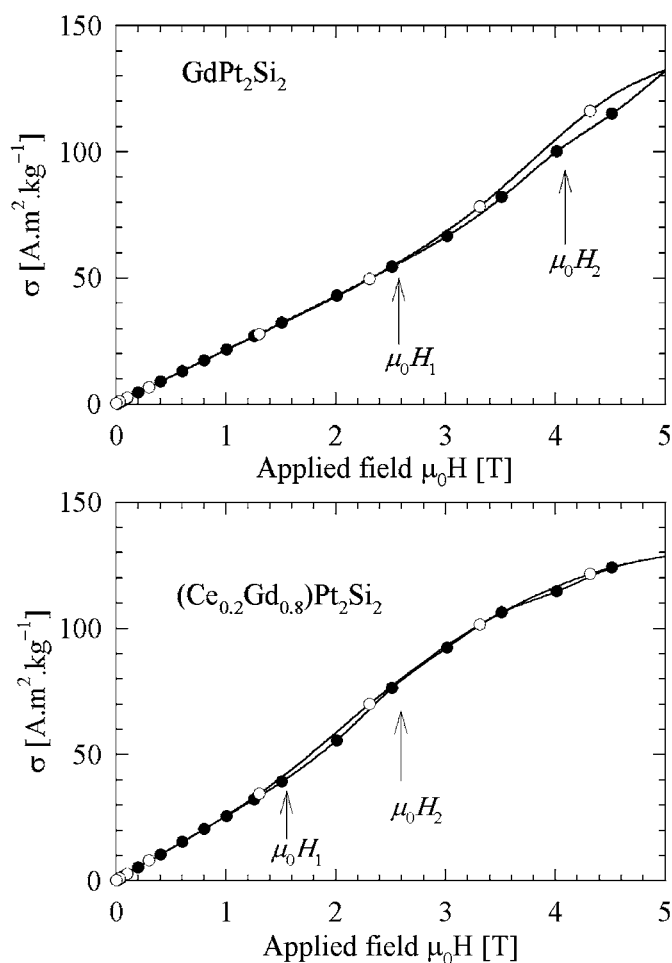 150
GdPt₂Si₂
100
σ [A.m².kg⁻¹]
μ₀H₂
50
μ₀H₁
0
0 1 2 3 4 5
Applied field μ₀H [T]
150
(Ce₀.₂Gd₀.₈)Pt₂Si₂
100
σ [A.m².kg⁻¹]
50
μ₀H₂
μ₀H₁
0
0 1 2 3 4 5
Applied field μ₀H [T]